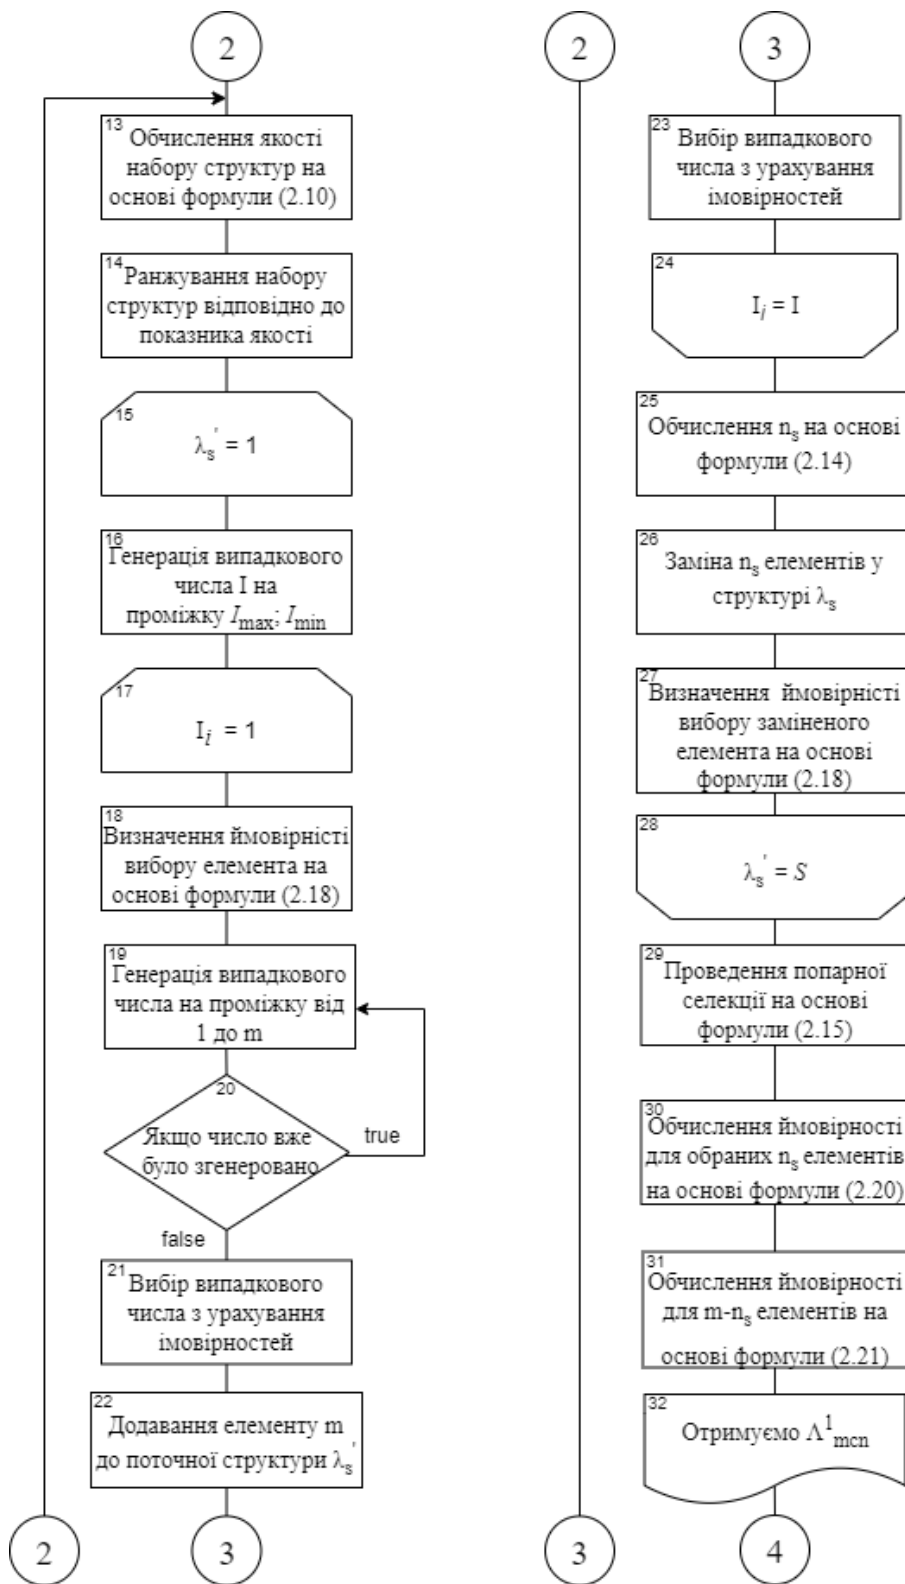 2
13
Обчислення якості
набору структур на
основі формули (2.10)
14
Ранжування набору
структур відповідно до
показника якості
15
λₛ' = 1
16
Генерація випадкового
числа I на
проміжку Imax; Imin
17
Iᵢ = 1
18
Визначення ймовірністі
вибору елемента на
основі формули (2.18)
19
Генерація випадкового
числа на проміжку від
1 до m
20
Якщо число вже
було згенеровано
true
false
21
Вибір випадкового
числа з урахування
імовірностей
22
Додавання елементу m
до поточної структури λₛ'
2
3
2
3
23
Вибір випадкового
числа з урахування
імовірностей
24
Iᵢ = I
25
Обчислення nₛ на основі
формули (2.14)
26
Заміна nₛ елементів у
структурі λₛ
27
Визначення ймовірністі
вибору заміненого
елемента на основі
формули (2.18)
28
λₛ' = S
29
Проведення попарної
селекції на основі
формули (2.15)
30
Обчислення ймовірності
для обраних nₛ елементів
на основі формули (2.20)
31
Обчислення ймовірності
для m-nₛ елементів на
основі формули (2.21)
32
Отримуємо Λ¹mcn
3
4